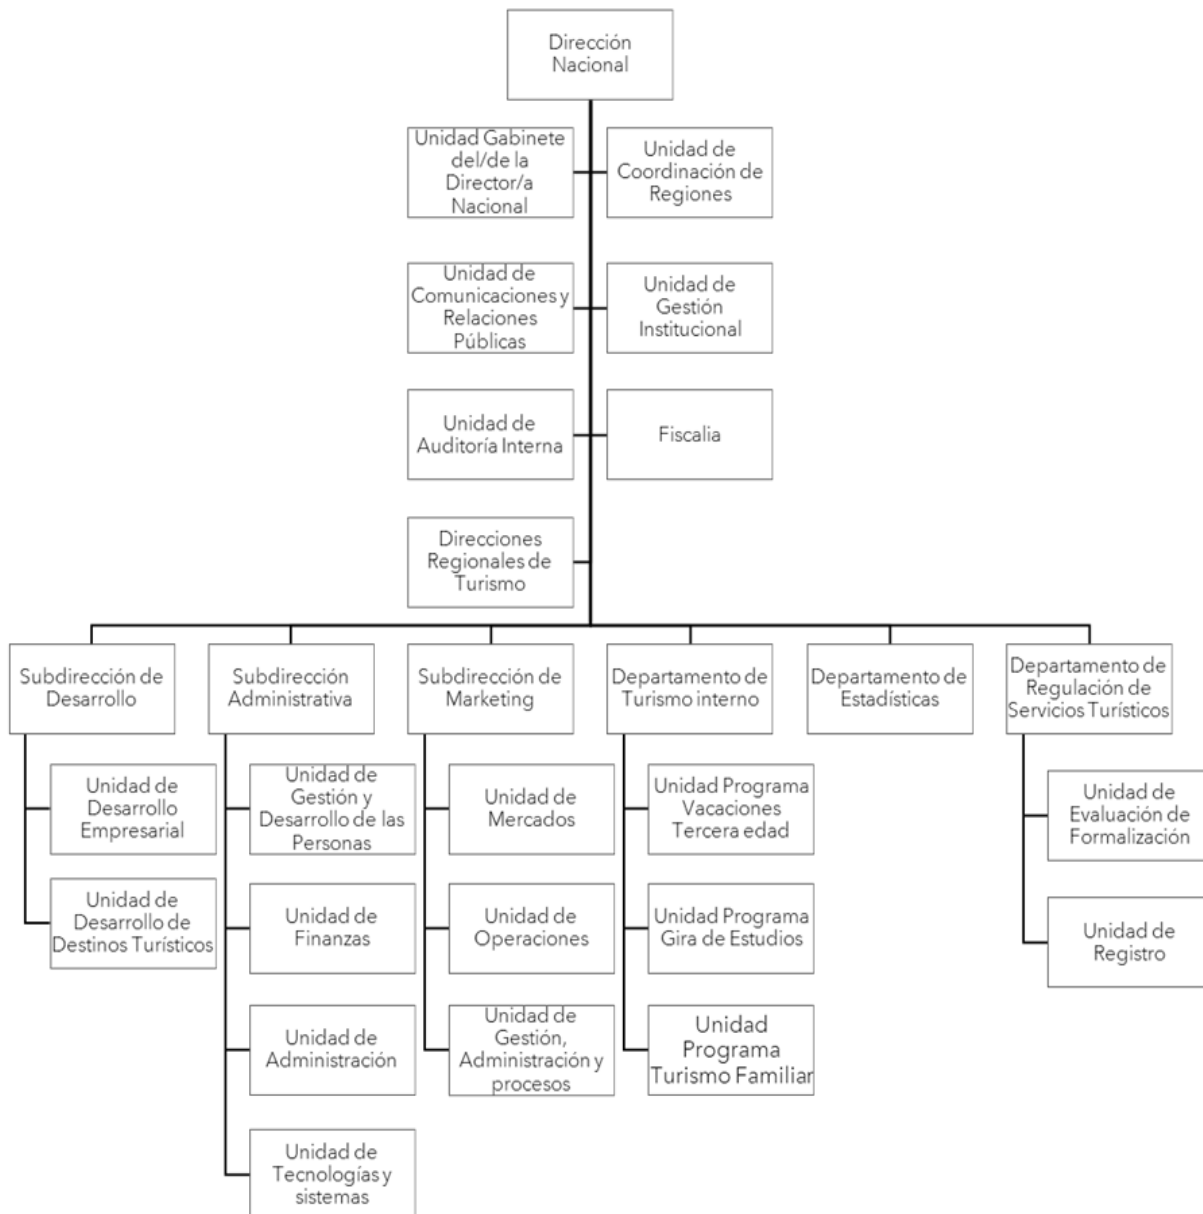 Dirección
Nacional
Unidad Gabinete
del/de la
Director/a
Nacional
Unidad de
Coordinación de
Regiones
Unidad de
Comunicaciones y
Relaciones
Públicas
Unidad de
Gestión
Institucional
Unidad de
Auditoría Interna
Fiscalia
Direcciones
Regionales de
Turismo
Subdirección de
Desarrollo
Subdirección
Administrativa
Subdirección de
Marketing
Departamento de
Turismo interno
Departamento de
Estadísticas
Departamento de
Regulación de
Servicios Turísticos
Unidad de
Desarrollo
Empresarial
Unidad de
Desarrollo de
Destinos Turísticos
Unidad de
Gestión y
Desarrollo de las
Personas
Unidad de
Finanzas
Unidad de
Administración
Unidad de
Tecnologías y
sistemas
Unidad de
Mercados
Unidad de
Operaciones
Unidad de
Gestión,
Administración y
procesos
Unidad Programa
Vacaciones
Tercera edad
Unidad Programa
Gira de Estudios
Unidad
Programa
Turismo Familiar
Unidad de
Evaluación de
Formalización
Unidad de
Registro